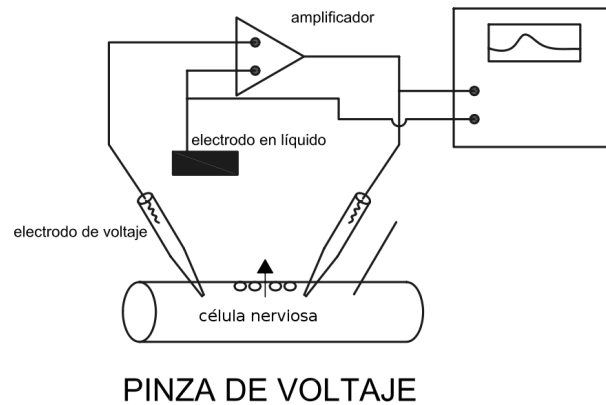 amplificador
electrodo en líquido
electrodo de voltaje
célula nerviosa
PINZA DE VOLTAJE